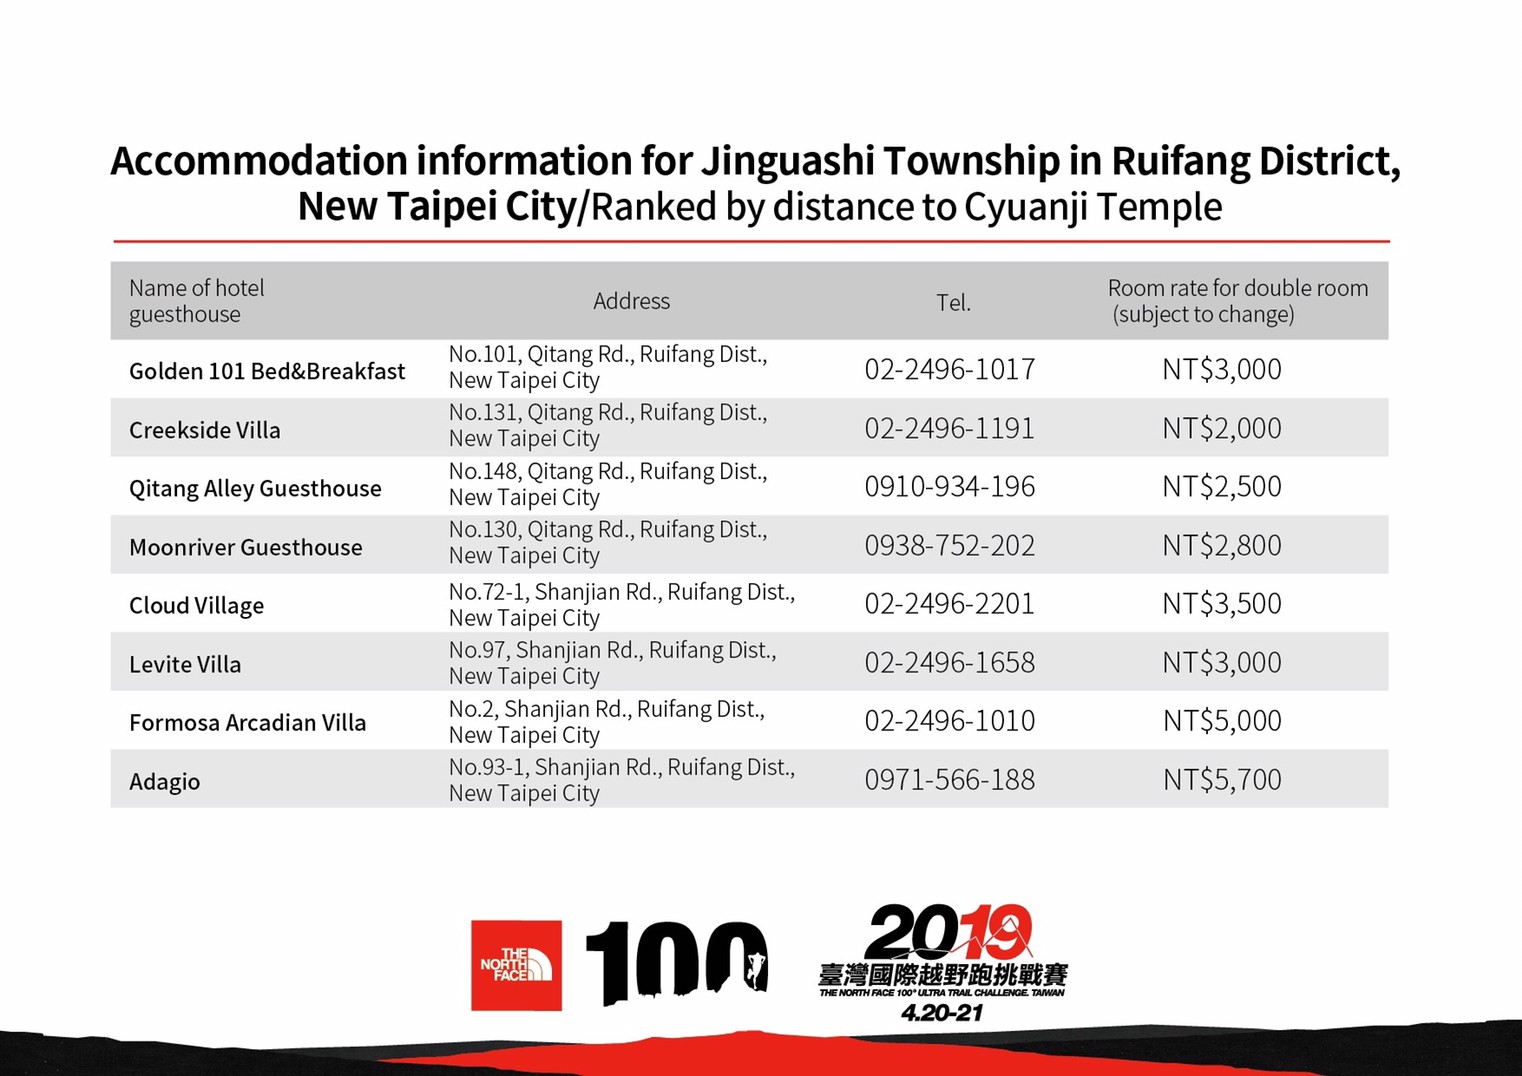 Accommodation information for Jinguashi Township in Ruifang District,
New Taipei City/Ranked by distance to Cyuanji Temple
Name of hotel
guesthouse
Address
Tel.
Room rate for double room
(subject to change)
Golden 101 Bed&Breakfast
No.101, Qitang Rd., Ruifang Dist.,
New Taipei City
02-2496-1017
NT$3,000
Creekside Villa
No.131, Qitang Rd., Ruifang Dist.,
New Taipei City
02-2496-1191
NT$2,000
Qitang Alley Guesthouse
No.148, Qitang Rd., Ruifang Dist.,
New Taipei City
0910-934-196
NT$2,500
Moonriver Guesthouse
No.130, Qitang Rd., Ruifang Dist.,
New Taipei City
0938-752-202
NT$2,800
Cloud Village
No.72-1, Shanjian Rd., Ruifang Dist.,
New Taipei City
02-2496-2201
NT$3,500
Levite Villa
No.97, Shanjian Rd., Ruifang Dist.,
New Taipei City
02-2496-1658
NT$3,000
Formosa Arcadian Villa
No.2, Shanjian Rd., Ruifang Dist.,
New Taipei City
02-2496-1010
NT$5,000
Adagio
No.93-1, Shanjian Rd., Ruifang Dist.,
New Taipei City
0971-566-188
NT$5,700
THE
NORTH
FACE
100
2019
臺灣國際越野跑挑戰賽
THE NORTH FACE 100® ULTRA TRAIL CHALLENGE. TAIWAN
4.20-21